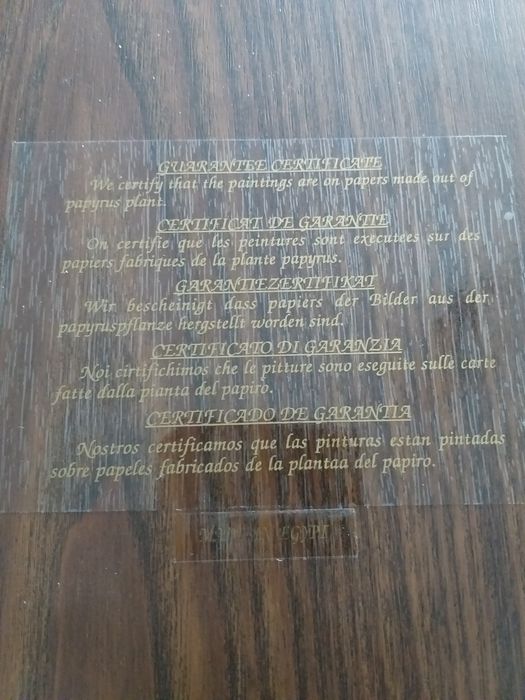 GUARANTEE CERTIFICATE
We certify that the paintings are on papers made out of
papyrus plant.
CERTIFICAT DE GARANTIE
On certifie que les peintures sont executees sur des
papiers fabriques de la plante papyrus.
GARANTIEZERTIFIKAT
Wir bescheinigt dass papiers der Bilder aus der
papyruspflanze hergstellt worden sind.
CERTIFICATO DI GARANZIA
Noi cirtifichimos che le pitture sono eseguite sulle carte
fatte dalla pianta del papiro.
CERTIFICADO DE GARANTIA
Nostros certificamos que las pinturas estan pintadas
sobre papeles fabricados de la plantaa del papiro.
MADE IN EGYPT